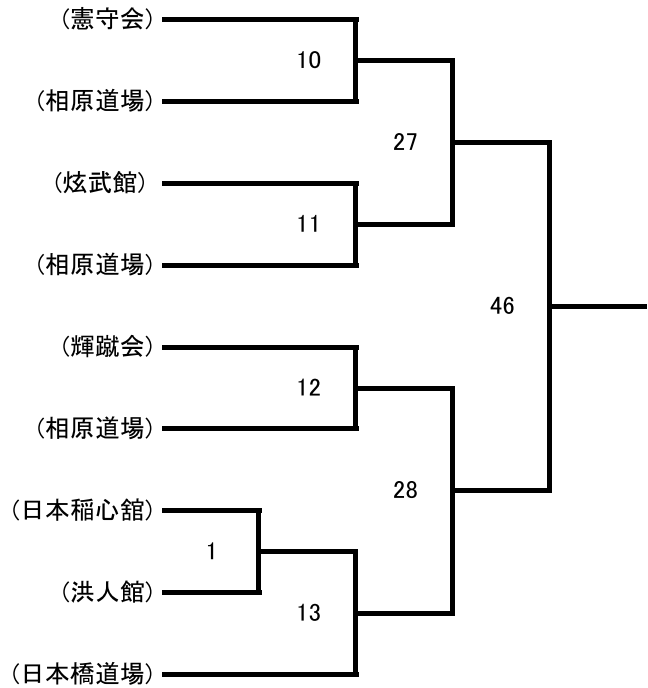 (憲守会)
10
(相原道場)
27
(炫武館)
11
(相原道場)
46
(輝蹴会)
12
(相原道場)
28
(日本稲心舘)
1
(洪人館)
13
(日本橋道場)